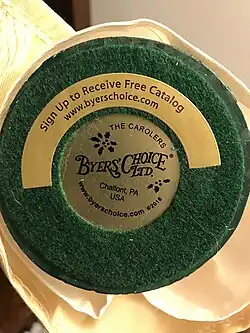 Sign Up to Receive Free Catalog
www.byerschoice.com
THE CAROLERS
BYERS' CHOICE
LTD.®
Chalfont, PA
USA
www.byerschoice.com ©2018